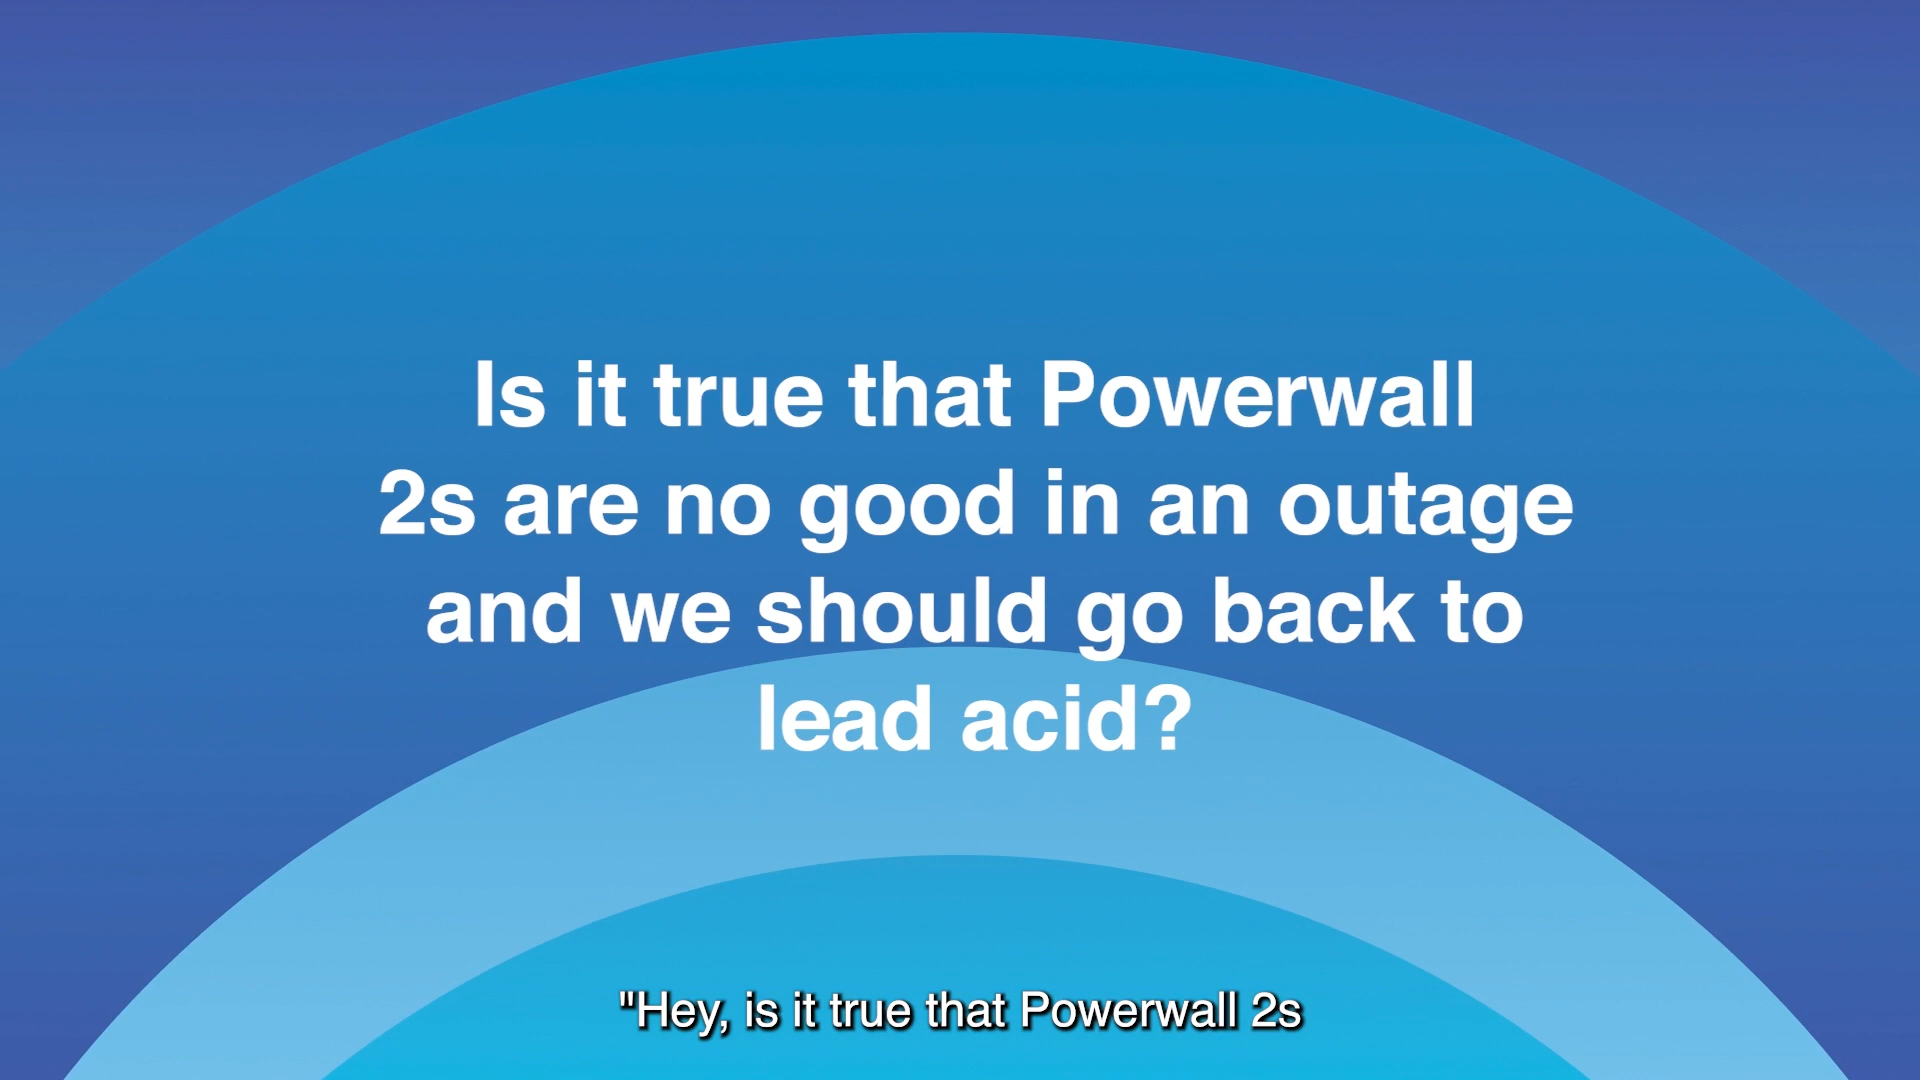 Is it true that Powerwall
2s are no good in an outage
and we should go back to
lead acid?
"Hey, is it true that Powerwall 2s